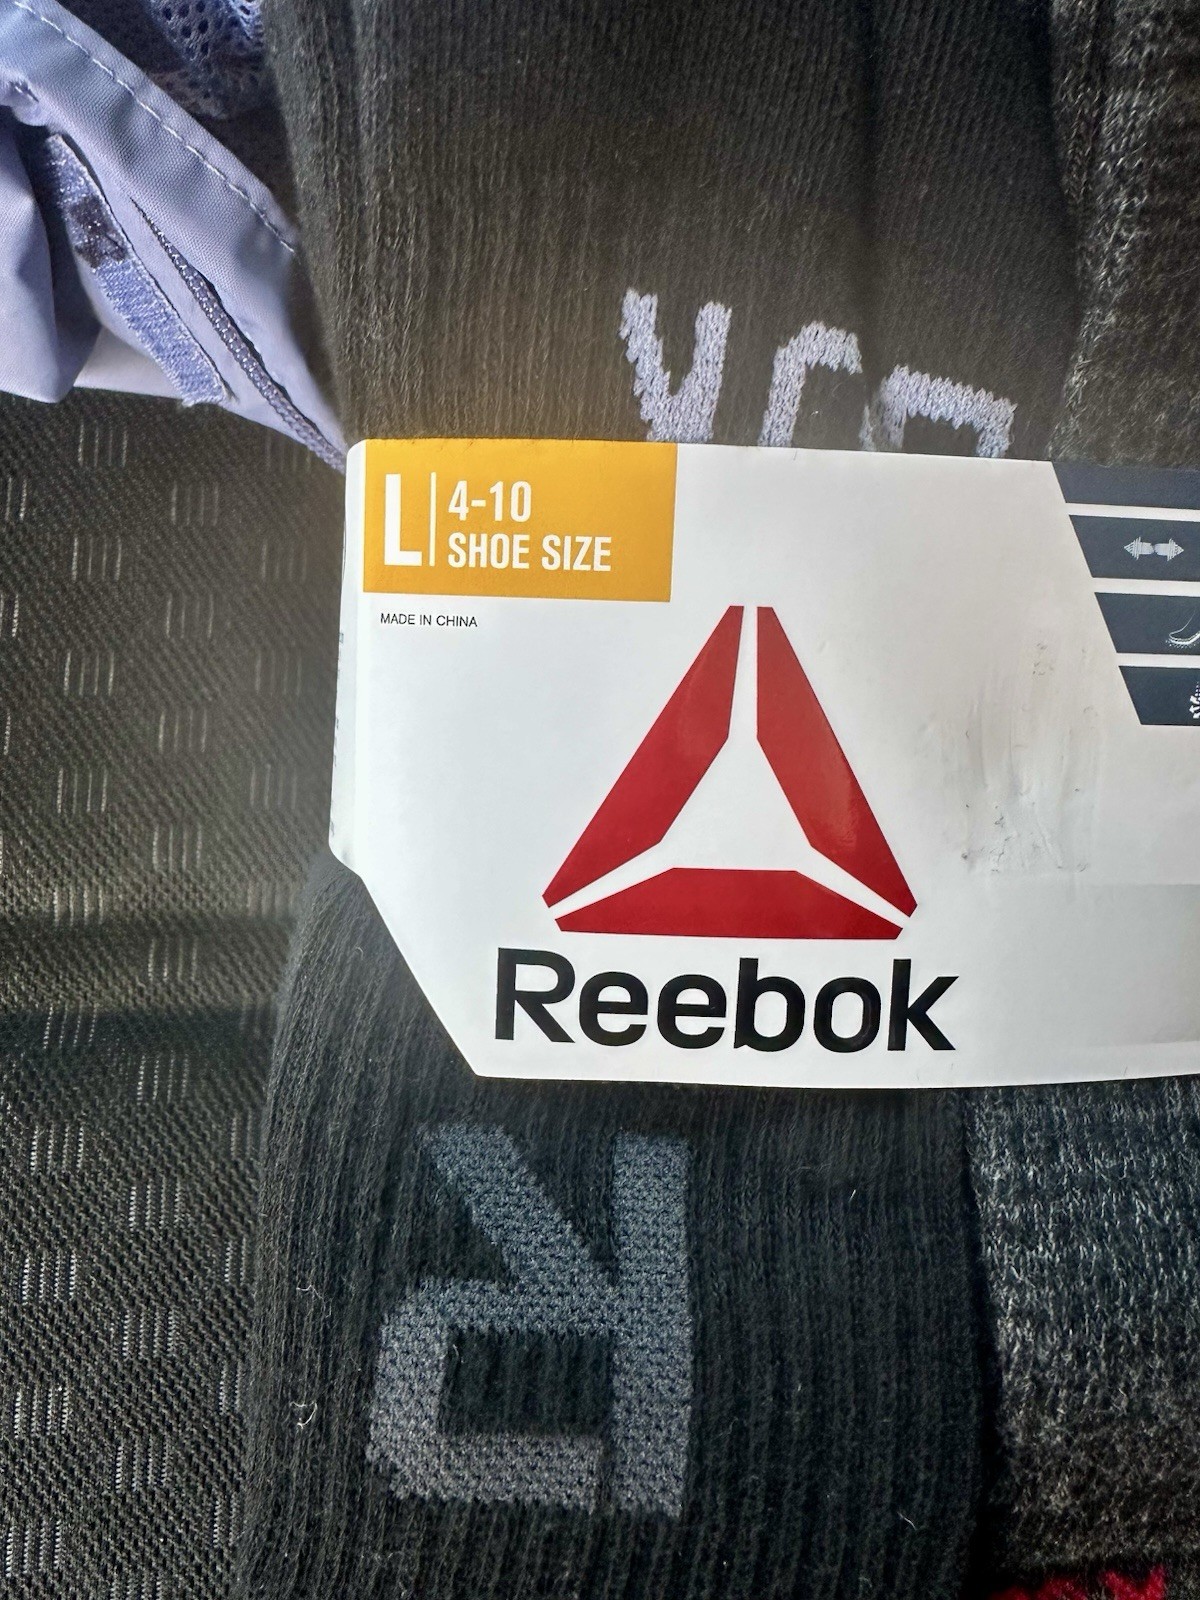 L
4-10
SHOE SIZE
MADE IN CHINA
Reebok
R